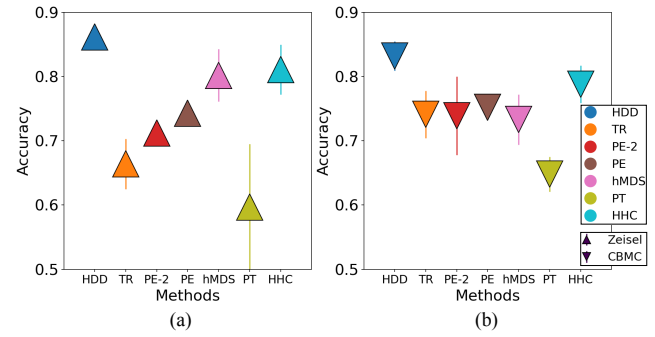 0.9
0.8
0.7
0.6
0.5
Accuracy
HDD TR PE-2 PE hMDS PT HHC
Methods
(a)
0.9
0.8
0.7
0.6
0.5
Accuracy
HDD TR PE-2 PE hMDS PT HHC
Methods
(b)
HDD
TR
PE-2
PE
hMDS
PT
HHC
Zeisel
CBMC